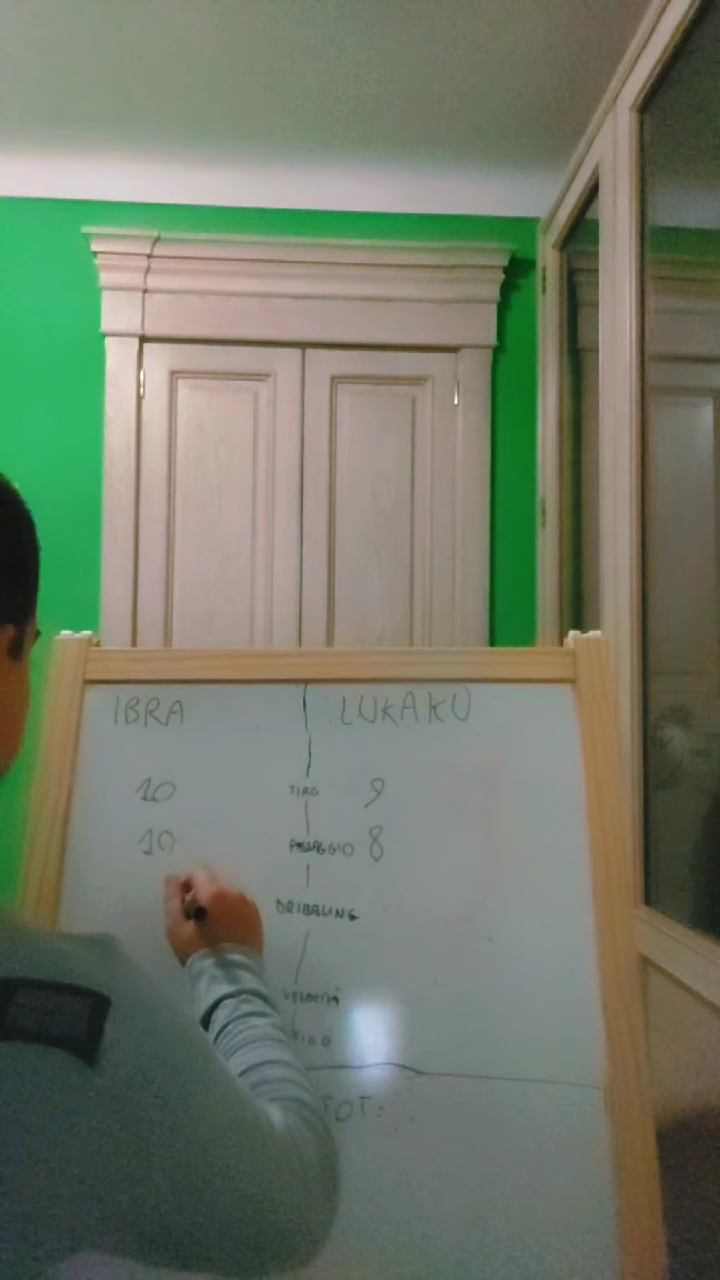 IBRA LUKAKU
10 TIRO 9
10 PASSAGGIO 8
DRIBBLING
VELOCITÀ
TOT: